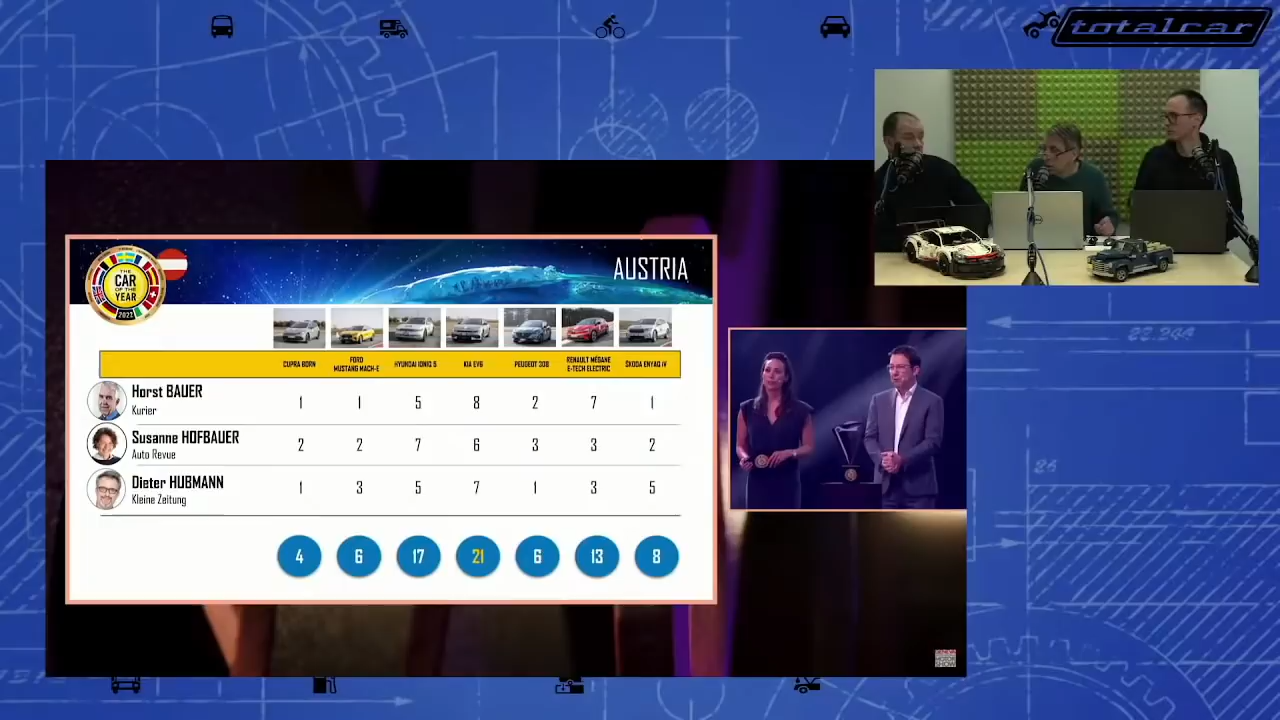 totalcar
THE
CAR
OF THE
YEAR
2022
AUSTRIA
CUPRA BORN
FORD
MUSTANG MACH-E
HYUNDAI IONIQ 5
KIA EV6
PEUGEOT 308
RENAULT MÉGANE
E-TECH ELECTRIC
ŠKODA ENYAQ IV
Horst BAUER
Kurier
1 1 5 8 2 7 1
Susanne HOFBAUER
Auto Revue
2 2 7 6 3 3 2
Dieter HUBMANN
Kleine Zeitung
1 3 5 7 1 3 5
4 6 17 21 6 13 8
26